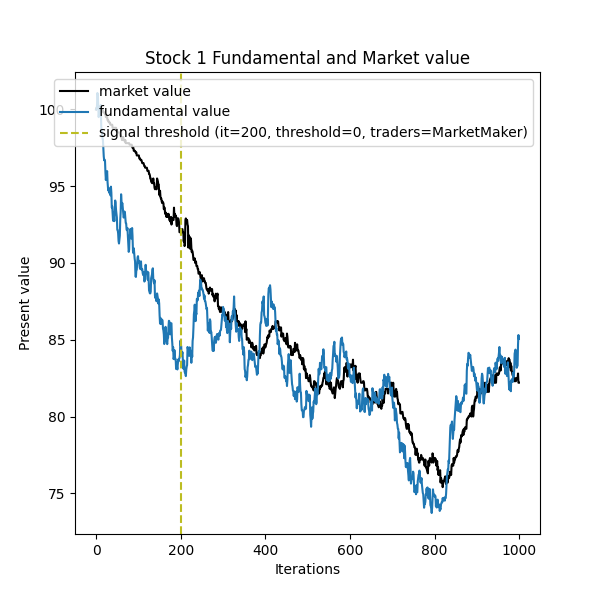 Stock 1 Fundamental and Market value
market value
fundamental value
signal threshold (it=200, threshold=0, traders=MarketMaker)
100
95
90
85
80
75
Present value
0 200 400 600 800 1000
Iterations